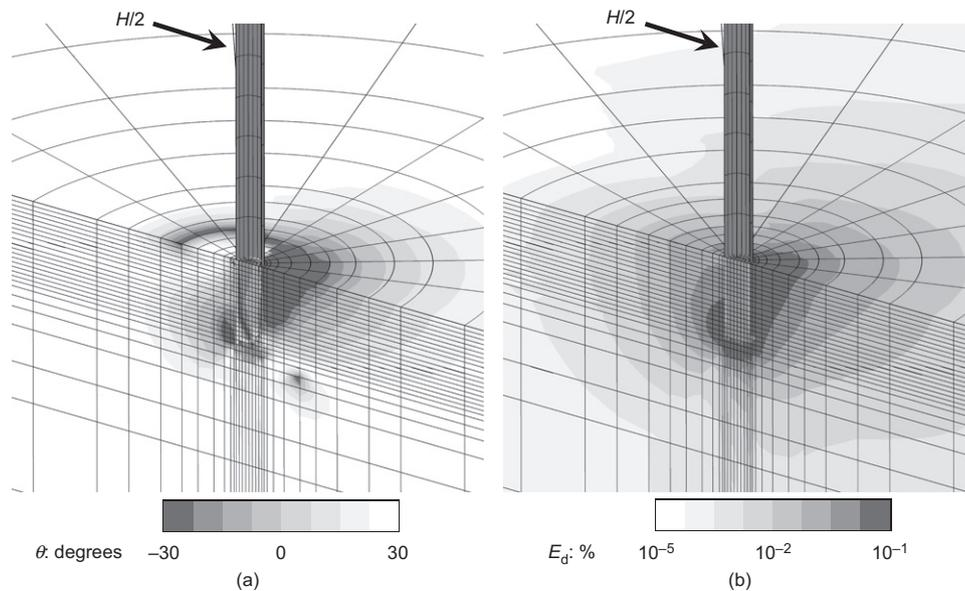 H/2
H/2
θ: degrees –30 0 30
E_d: % 10⁻⁵ 10⁻² 10⁻¹
(a) (b)